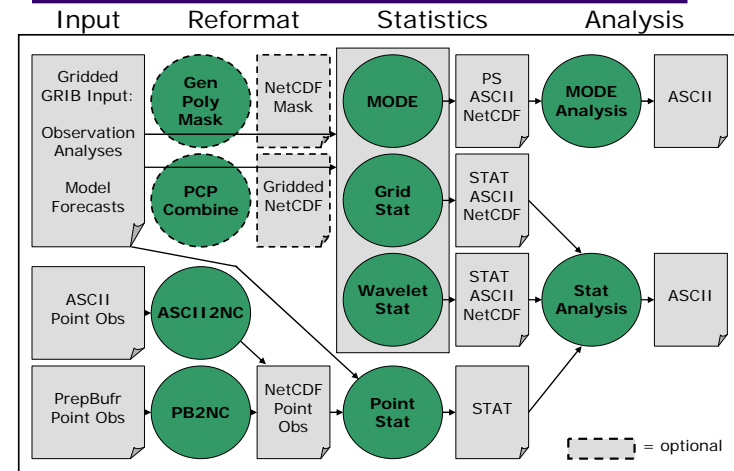 Input
Reformat
Statistics
Analysis
Gridded
GRIB Input:
Observation
Analyses
Model
Forecasts
Gen
Poly
Mask
NetCDF
Mask
MODE
PS
ASCII
NetCDF
MODE
Analysis
ASCII
PCP
Combine
Gridded
NetCDF
Grid
Stat
STAT
ASCII
NetCDF
ASCII
Point Obs
ASCII2NC
Wavelet
Stat
STAT
ASCII
NetCDF
Stat
Analysis
ASCII
PrepBufr
Point Obs
PB2NC
NetCDF
Point
Obs
Point
Stat
STAT
= optional